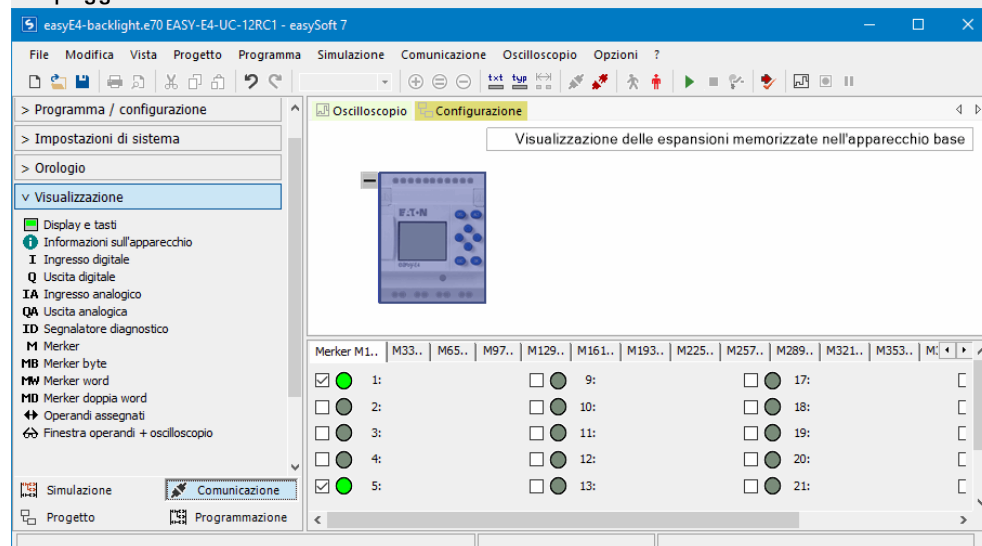 easyE4-backlight.e70 EASY-E4-UC-12RC1 - easySoft 7
File Modifica Vista Progetto Programma Simulazione Comunicazione Oscilloscopio Opzioni ?
txt typ
> Programma / configurazione
> Impostazioni di sistema
> Orologio
v Visualizzazione
Display e tasti
Informazioni sull'apparecchio
I Ingresso digitale
Q Uscita digitale
IA Ingresso analogico
QA Uscita analogica
ID Segnalatore diagnostico
M Merker
MB Merker byte
MW Merker word
MD Merker doppia word
Operandi assegnati
Finestra operandi + oscilloscopio
Simulazione Comunicazione
Progetto Programmazione
Oscilloscopio Configurazione
Visualizzazione delle espansioni memorizzate nell'apparecchio base
E·T·N
Merker M1.. M33.. M65.. M97.. M129.. M161.. M193.. M225.. M257.. M289.. M321.. M353..
1: 9: 17:
2: 10: 18:
3: 11: 19:
4: 12: 20:
5: 13: 21: